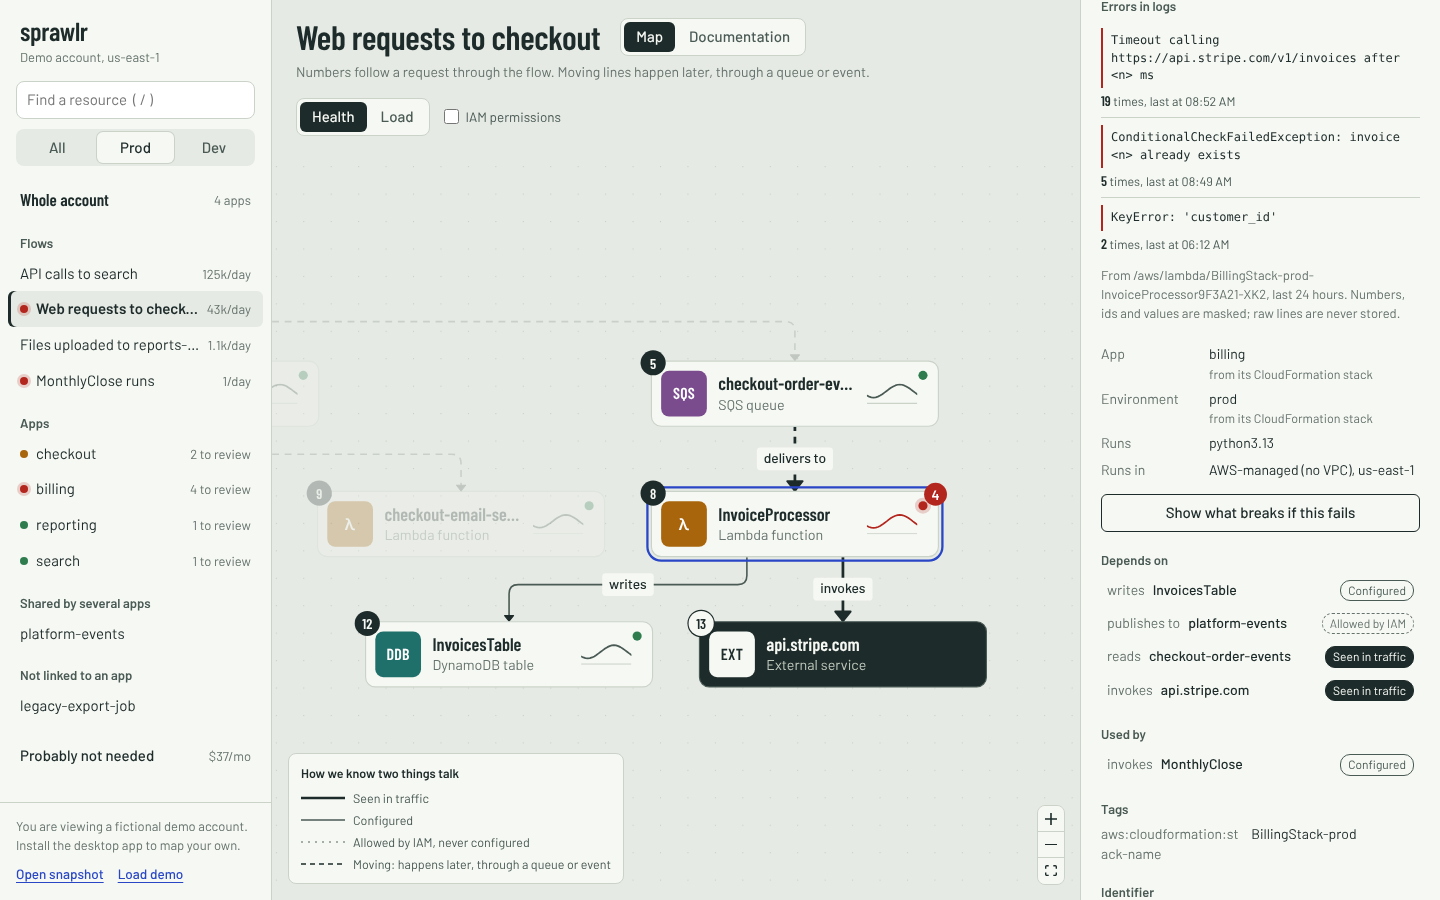 sprawlr
Demo account, us-east-1
Find a resource ( / )
All
Prod
Dev
Whole account
4 apps
Flows
API calls to search
125k/day
Web requests to check...
43k/day
Files uploaded to reports-...
1.1k/day
MonthlyClose runs
1/day
Apps
checkout
2 to review
billing
4 to review
reporting
1 to review
search
1 to review
Shared by several apps
platform-events
Not linked to an app
legacy-export-job
Probably not needed
$37/mo
You are viewing a fictional demo account.
Install the desktop app to map your own.
Open snapshot
Load demo
Web requests to checkout
Map
Documentation
Numbers follow a request through the flow. Moving lines happen later, through a queue or event.
Health
Load
IAM permissions
5
SQS
checkout-order-ev...
SQS queue
delivers to
9
λ
checkout-email-se...
Lambda function
8
λ
InvoiceProcessor
Lambda function
4
writes
invokes
12
DDB
InvoicesTable
DynamoDB table
13
EXT
api.stripe.com
External service
How we know two things talk
Seen in traffic
Configured
Allowed by IAM, never configured
Moving: happens later, through a queue or event
Errors in logs
Timeout calling
https://api.stripe.com/v1/invoices after
<n> ms
19 times, last at 08:52 AM
ConditionalCheckFailedException: invoice
<n> already exists
5 times, last at 08:49 AM
KeyError: 'customer_id'
2 times, last at 06:12 AM
From /aws/lambda/BillingStack-prod-
InvoiceProcessor9F3A21-XK2, last 24 hours. Numbers,
ids and values are masked; raw lines are never stored.
App
billing
from its CloudFormation stack
Environment
prod
from its CloudFormation stack
Runs
python3.13
Runs in
AWS-managed (no VPC), us-east-1
Show what breaks if this fails
Depends on
writes InvoicesTable
Configured
publishes to platform-events
Allowed by IAM
reads checkout-order-events
Seen in traffic
invokes api.stripe.com
Seen in traffic
Used by
invokes MonthlyClose
Configured
Tags
aws:cloudformation:st
ack-name
BillingStack-prod
Identifier